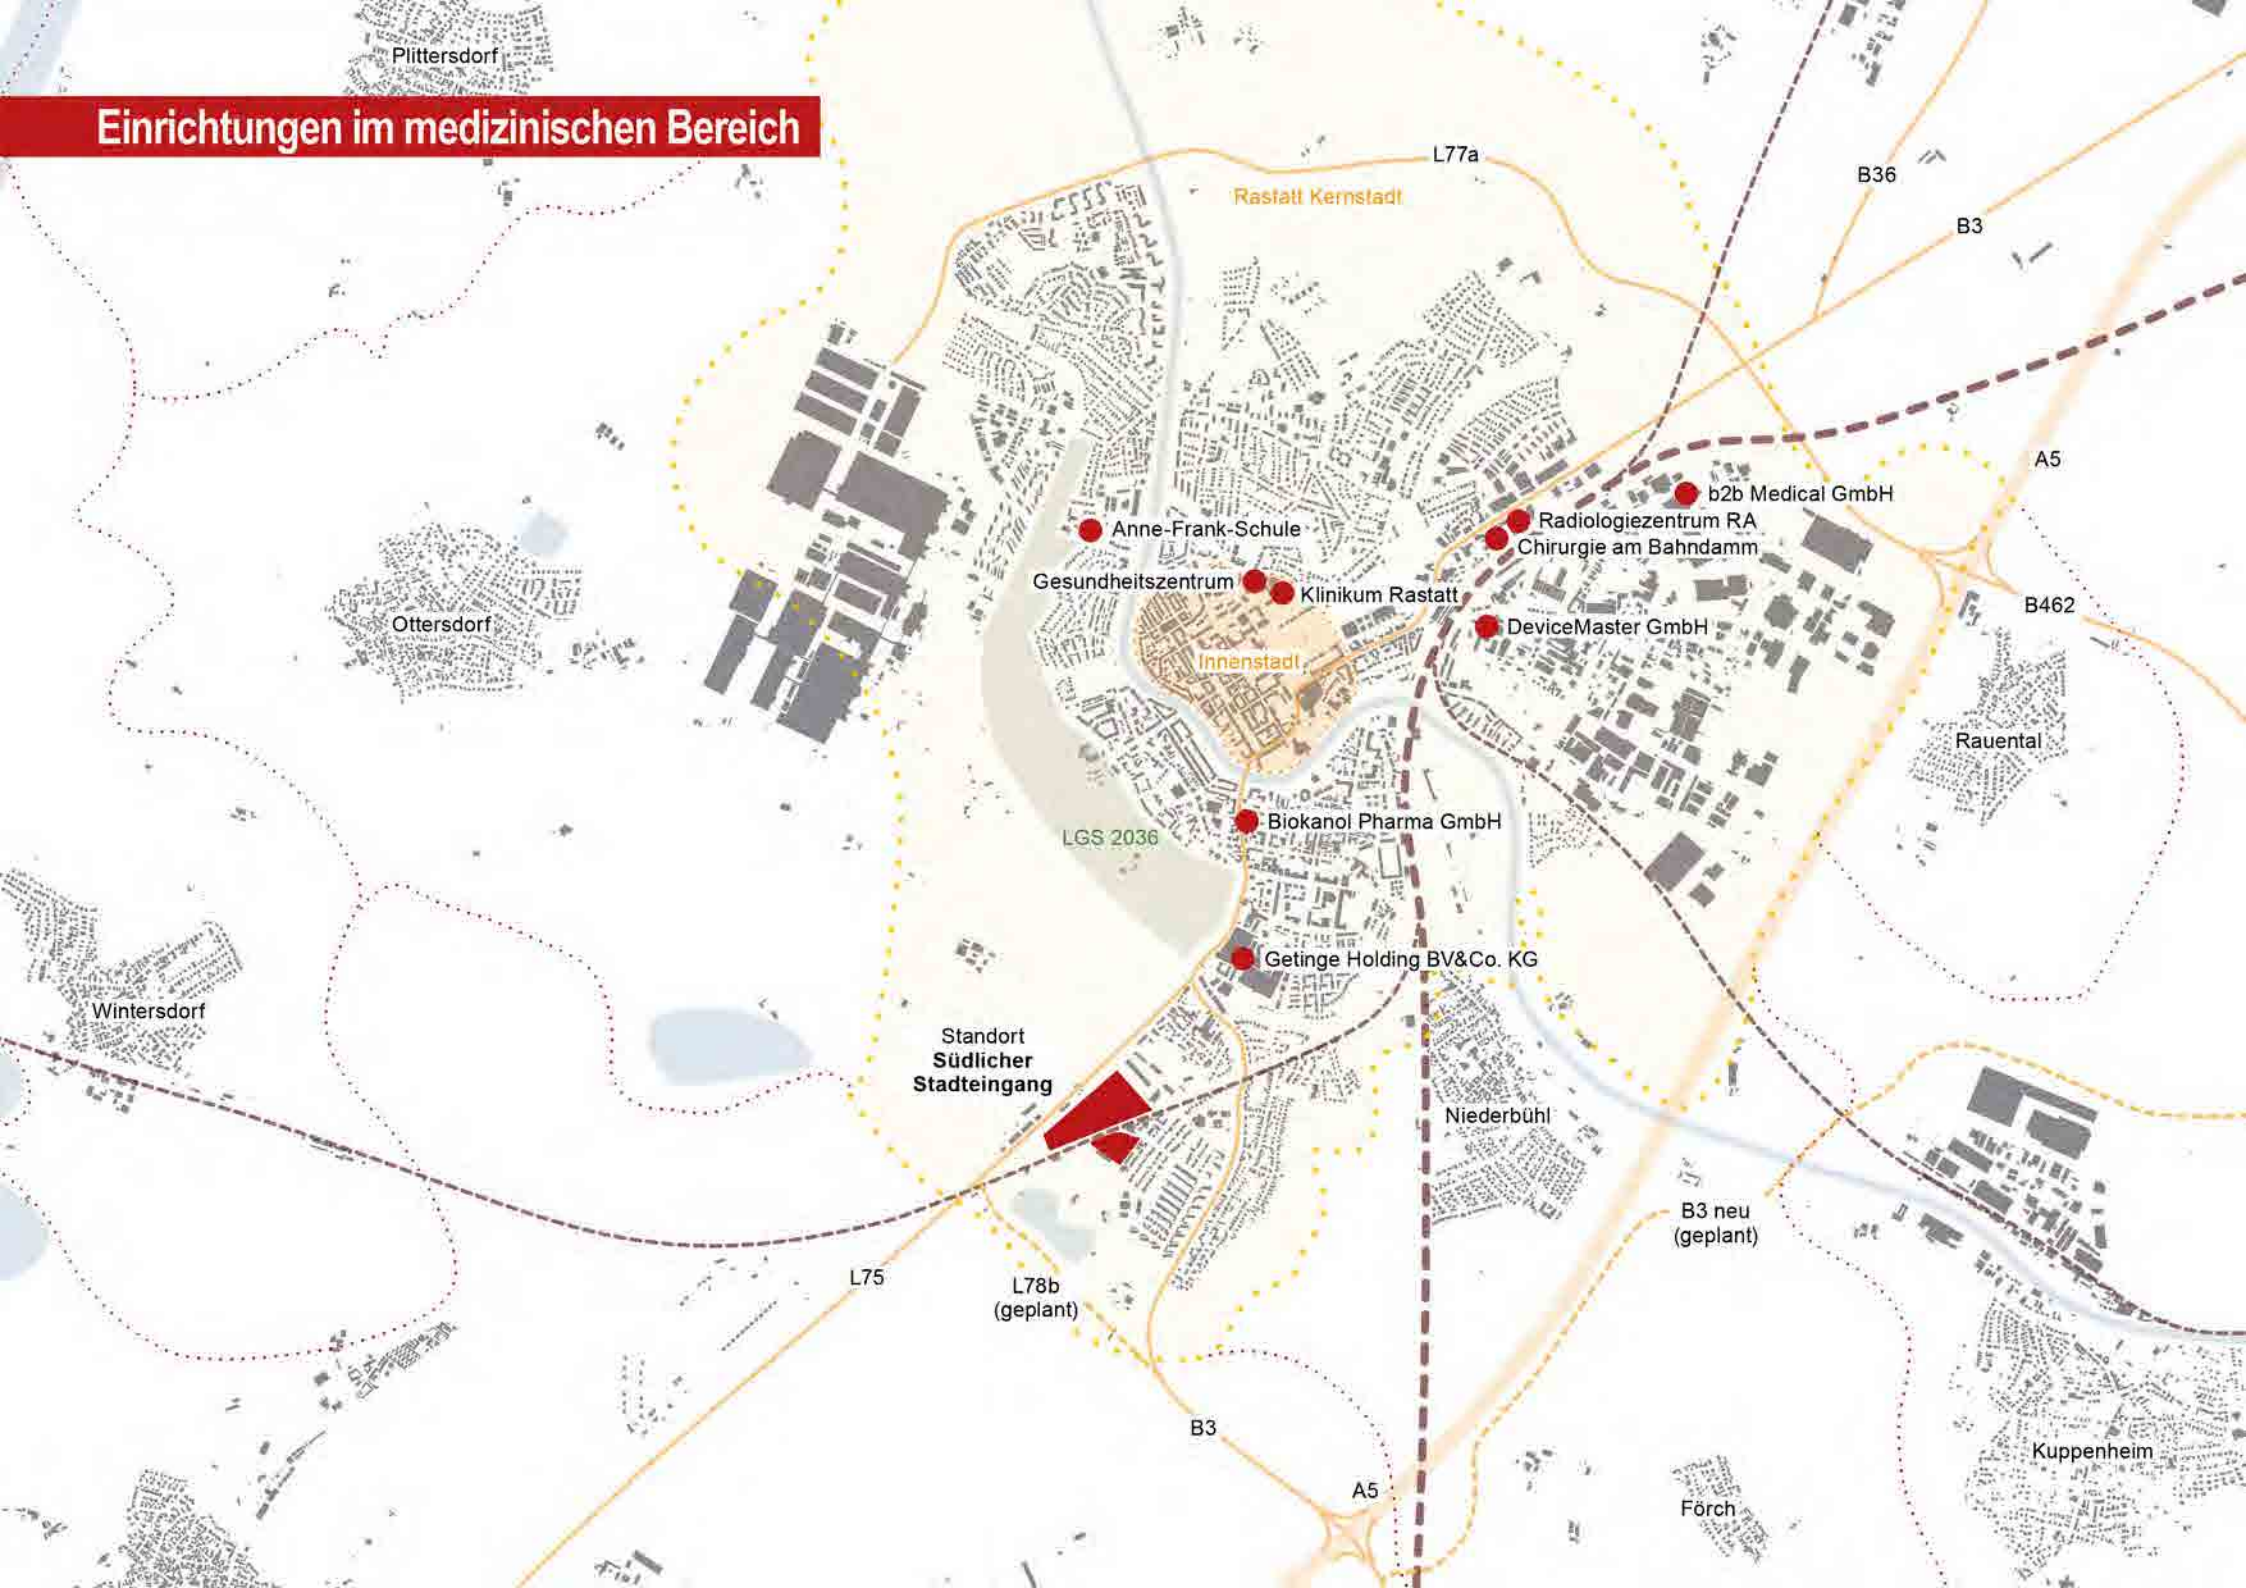 Plittersdorf
Einrichtungen im medizinischen Bereich
L77a
B36
Rastatt Kernstadt
B3
A5
b2b Medical GmbH
Radiologiezentrum RA
Anne-Frank-Schule
Chirurgie am Bahndamm
Gesundheitszentrum
Klinikum Rastatt
B462
Ottersdorf
DeviceMaster GmbH
Innenstadt
Rauental
Biokanol Pharma GmbH
LGS 2036
Getinge Holding BV&Co. KG
Wintersdorf
Standort
Südlicher
Stadteingang
Niederbühl
B3 neu
(geplant)
L75
L78b
(geplant)
B3
Kuppenheim
A5
Förch